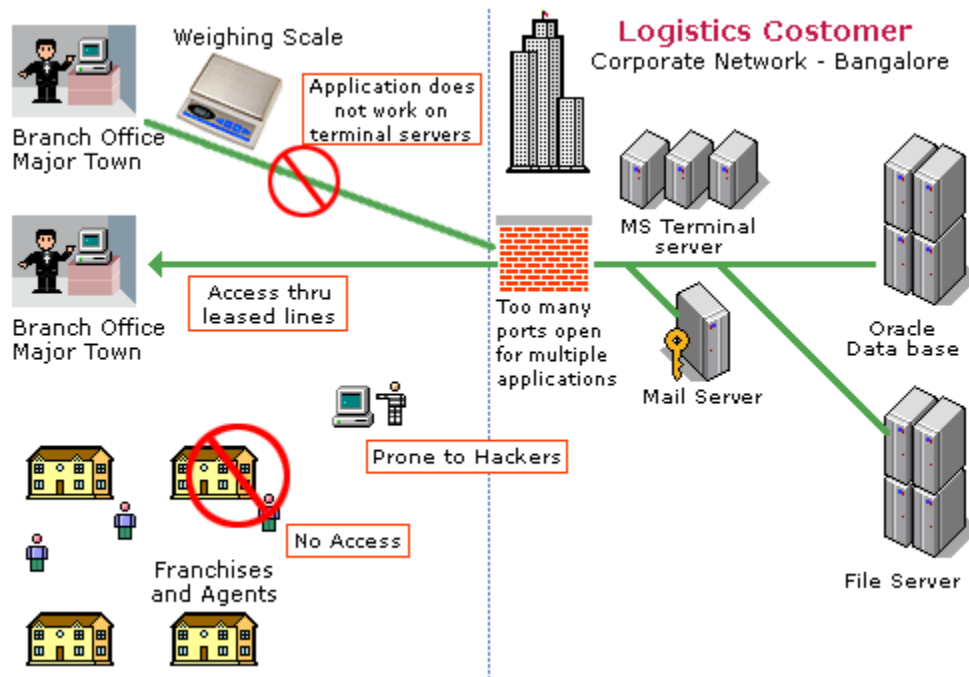 Weighing Scale
Application does
not work on
terminal servers
Branch Office
Major Town
Logistics Costomer
Corporate Network - Bangalore
MS Terminal
server
Access thru
leased lines
Branch Office
Major Town
Too many
ports open
for multiple
applications
Mail Server
Oracle
Data base
Prone to Hackers
No Access
Franchises
and Agents
File Server